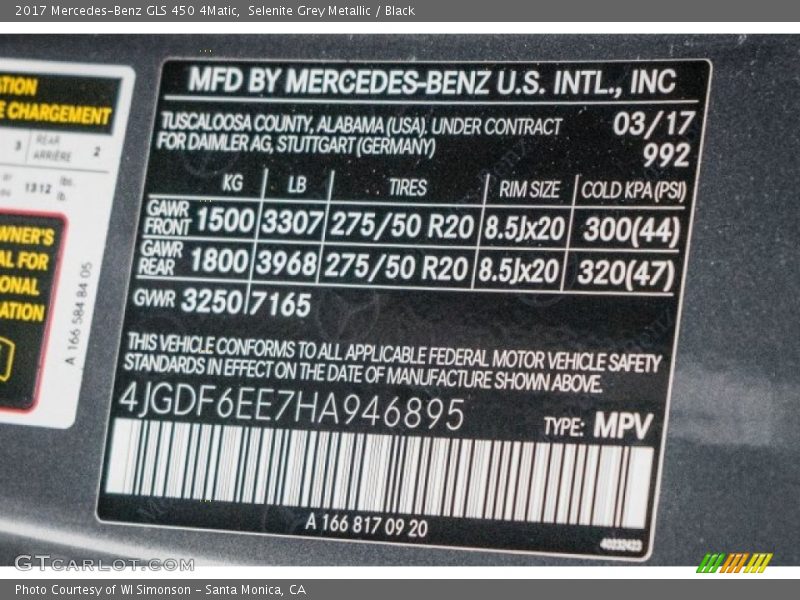 2017 Mercedes-Benz GLS 450 4Matic, Selenite Grey Metallic / Black
MFD BY MERCEDES-BENZ U.S. INTL., INC
TUSCALOOSA COUNTY, ALABAMA (USA). UNDER CONTRACT 03/17
FOR DAIMLER AG, STUTTGART (GERMANY) 992
KG LB TIRES RIM SIZE COLD KPA(PSI)
GAWR FRONT 1500 3307 275/50 R20 8.5Jx20 300(44)
GAWR REAR 1800 3968 275/50 R20 8.5Jx20 320(47)
GWR 3250 7165
THIS VEHICLE CONFORMS TO ALL APPLICABLE FEDERAL MOTOR VEHICLE SAFETY
STANDARDS IN EFFECT ON THE DATE OF MANUFACTURE SHOWN ABOVE.
4JGDF6EE7HA946895 TYPE: MPV
A 166 817 09 20
CHARGEMENT
3 REAR ARRIÈRE 2
1312 lbs.
lb.
WNER'S
AL FOR
ONAL
ATION
A 166 584 84 05
GTcarlot.com
Photo Courtesy of WI Simonson - Santa Monica, CA